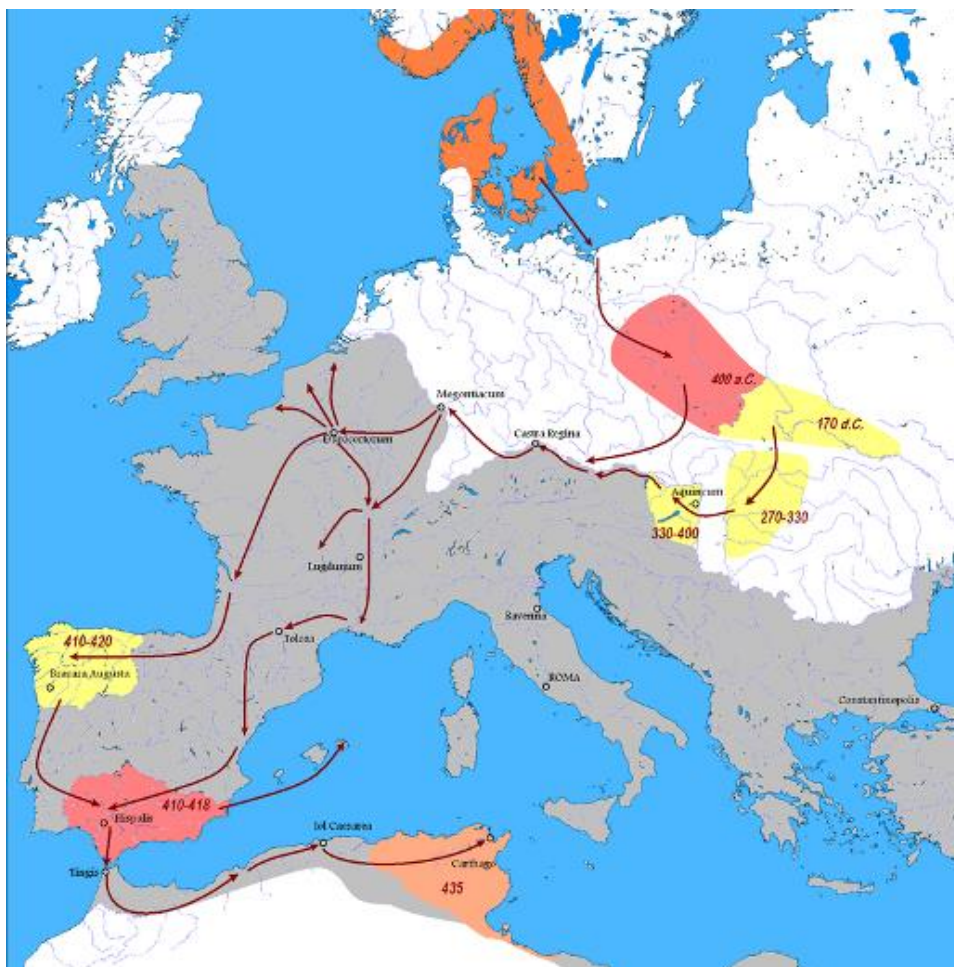 400 a.C.
Mogontiacum
170 d.C.
Castra Regina
Aquincum
270-330
330-400
Lugdunum
Ravenna
Tolosa
410-420
Bracara Augusta
ROMA
Constantinopolis
410-418
Hispalis
Iol Caesarea
Carthago
Tingis
435